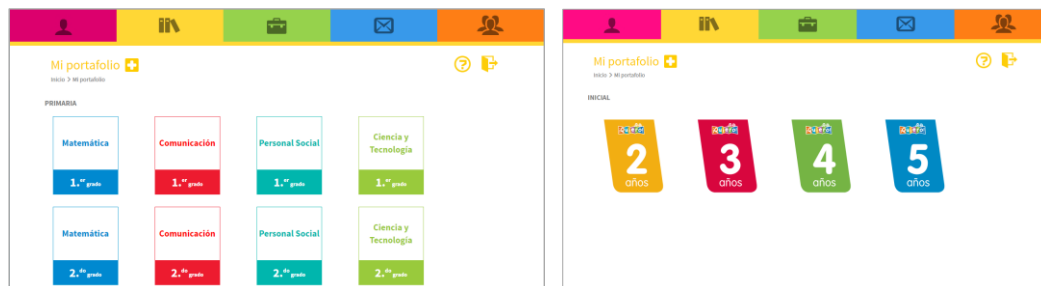 Mi portafolio
Inicio > Mi portafolio
PRIMARIA
Matemática
1.er grado
Comunicación
1.er grado
Personal Social
1.er grado
Ciencia y
Tecnología
1.er grado
Matemática
2.do grado
Comunicación
2.do grado
Personal Social
2.do grado
Ciencia y
Tecnología
2.do grado
Mi portafolio
Inicio > Mi portafolio
INICIAL
2
años
3
años
4
años
5
años